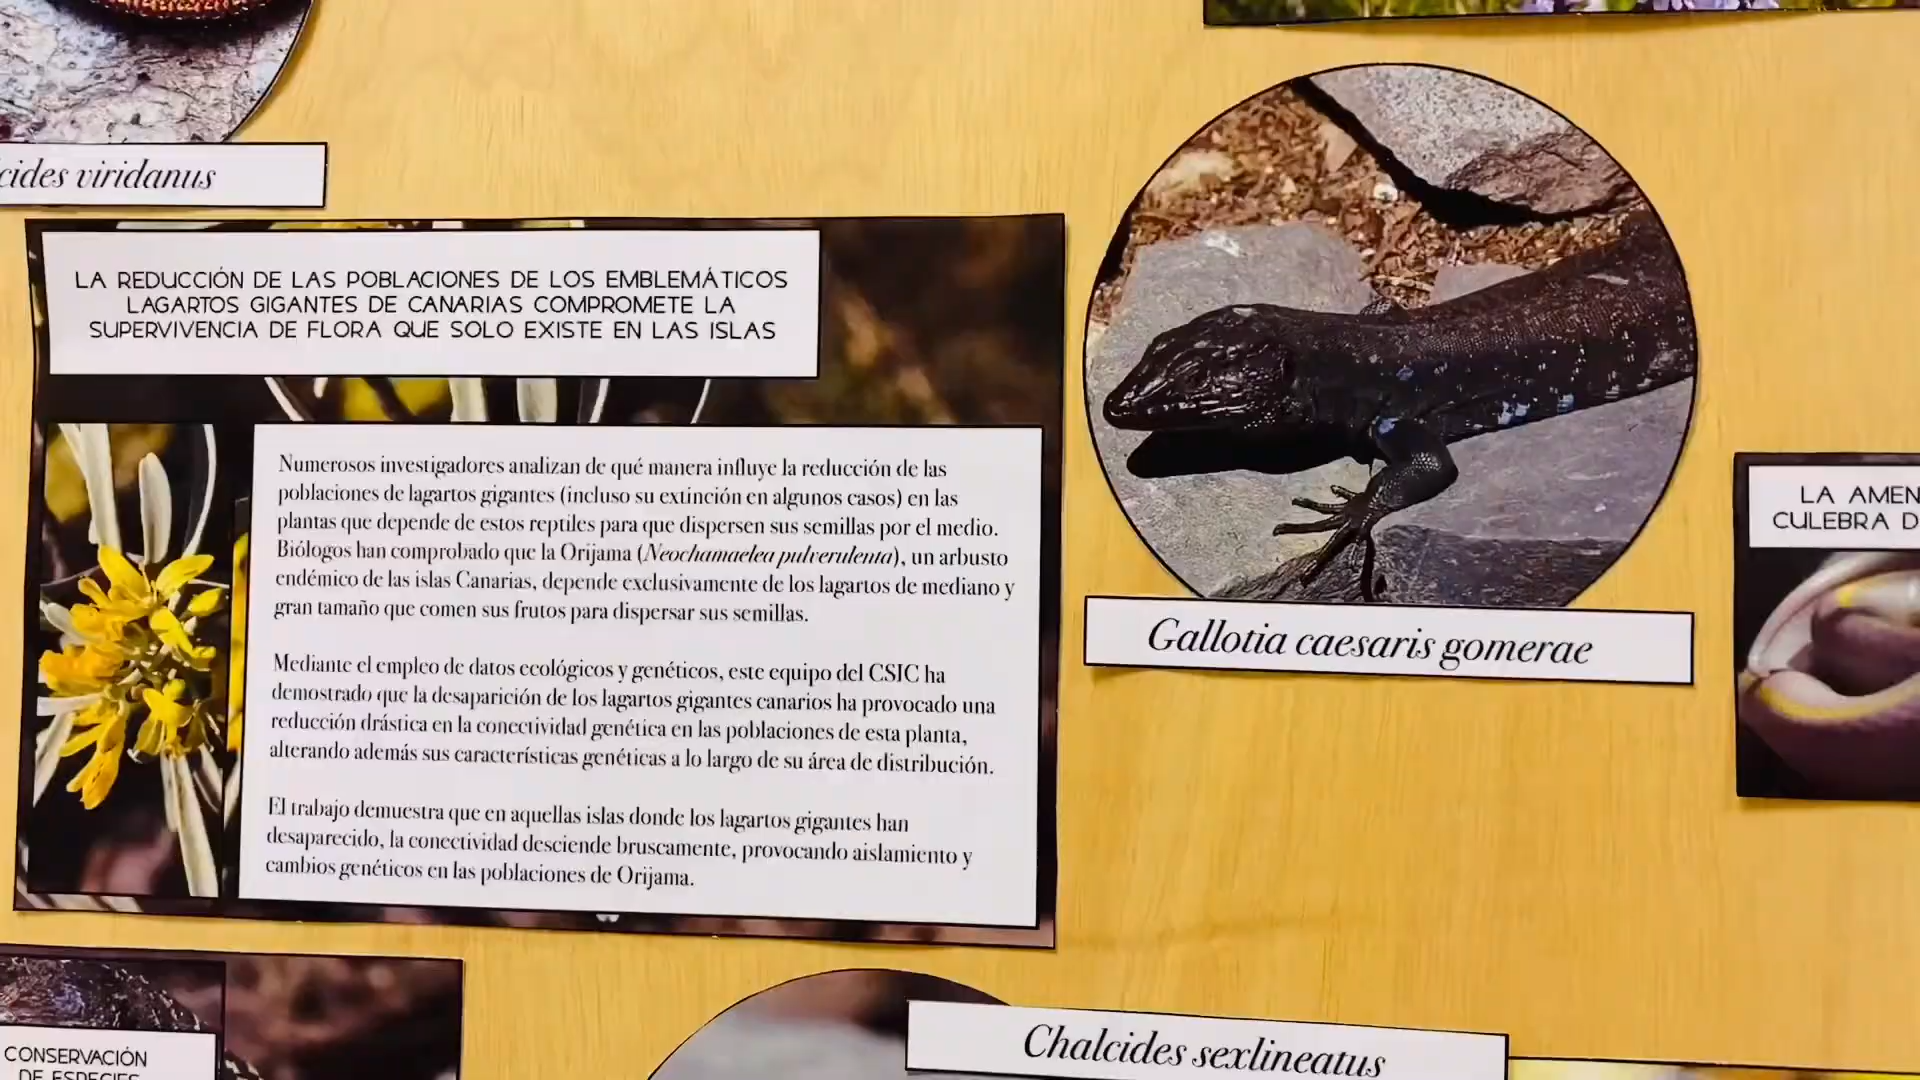 cides viridanus
LA REDUCCIÓN DE LAS POBLACIONES DE LOS EMBLEMÁTICOS
LAGARTOS GIGANTES DE CANARIAS COMPROMETE LA
SUPERVIVENCIA DE FLORA QUE SOLO EXISTE EN LAS ISLAS
Numerosos investigadores analizan de qué manera influye la reducción de las
poblaciones de lagartos gigantes (incluso su extinción en algunos casos) en las
plantas que depende de estos reptiles para que dispersen sus semillas por el medio.
Biólogos han comprobado que la Orijama (Neochamaelea pulverulenta), un arbusto
endémico de las islas Canarias, depende exclusivamente de los lagartos de mediano y
gran tamaño que comen sus frutos para dispersar sus semillas.
Mediante el empleo de datos ecológicos y genéticos, este equipo del CSIC ha
demostrado que la desaparición de los lagartos gigantes canarios ha provocado una
reducción drástica en la conectividad genética en las poblaciones de esta planta,
alterando además sus características genéticas a lo largo de su área de distribución.
El trabajo demuestra que en aquellas islas donde los lagartos gigantes han
desaparecido, la conectividad desciende bruscamente, provocando aislamiento y
cambios genéticos en las poblaciones de Orijama.
Gallotia caesaris gomerae
LA AMEN
CULEBRA D
Chalcides sexlineatus
CONSERVACIÓN
DE ESPECIES